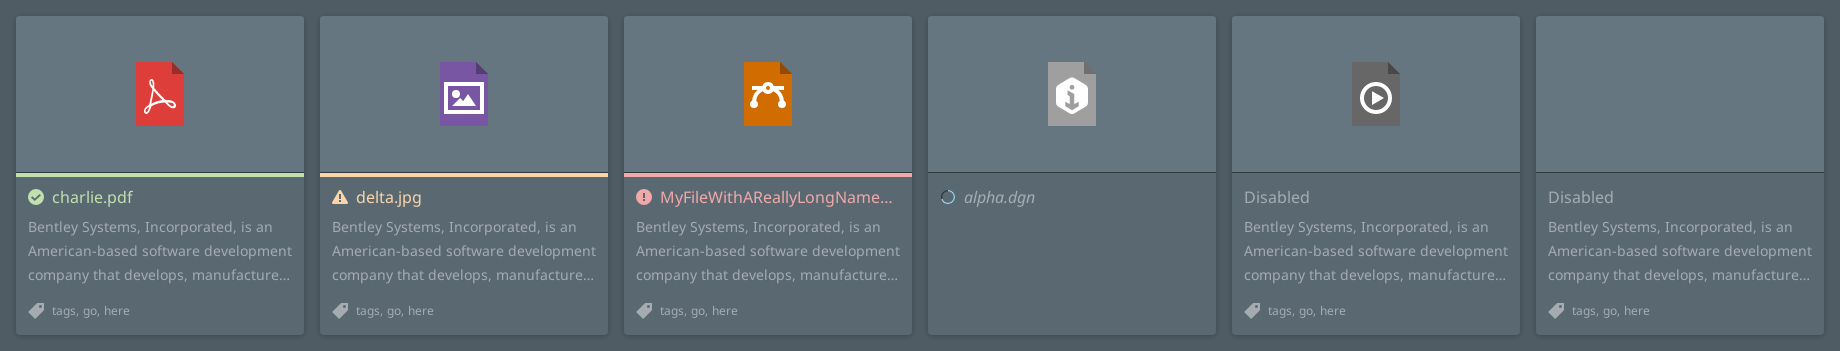 charlie.pdf
Bentley Systems, Incorporated, is an
American-based software development
company that develops, manufacture...
tags, go, here
delta.jpg
Bentley Systems, Incorporated, is an
American-based software development
company that develops, manufacture...
tags, go, here
MyFileWithAReallyLongName...
Bentley Systems, Incorporated, is an
American-based software development
company that develops, manufacture...
tags, go, here
alpha.dgn
Disabled
Bentley Systems, Incorporated, is an
American-based software development
company that develops, manufacture...
tags, go, here
Disabled
Bentley Systems, Incorporated, is an
American-based software development
company that develops, manufacture...
tags, go, here